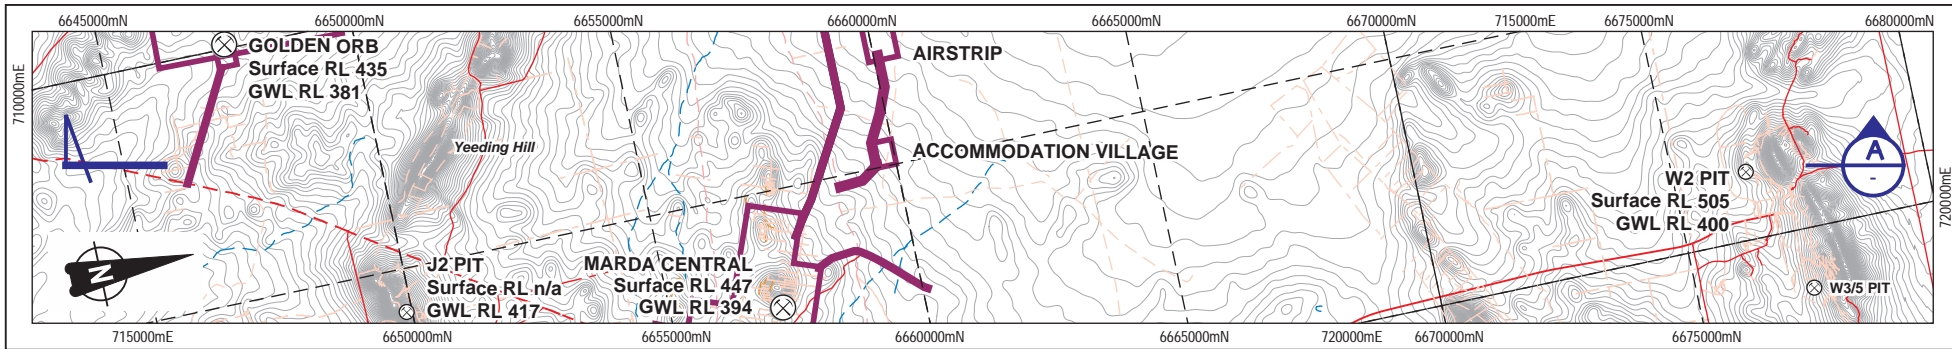 6645000mN 6650000mN 6655000mN 6660000mN 6665000mN 6670000mN 715000mE 6675000mN 6680000mN
710000mE
GOLDEN ORB
Surface RL 435
GWL RL 381
AIRSTRIP
Yeeding Hill
ACCOMMODATION VILLAGE
A
-
W2 PIT
Surface RL 505
GWL RL 400
720000mE
N
J2 PIT
Surface RL n/a
GWL RL 417
MARDA CENTRAL
Surface RL 447
GWL RL 394
W3/5 PIT
715000mE 6650000mN 6655000mN 6660000mN 6665000mN 720000mE 6670000mN 6675000mN